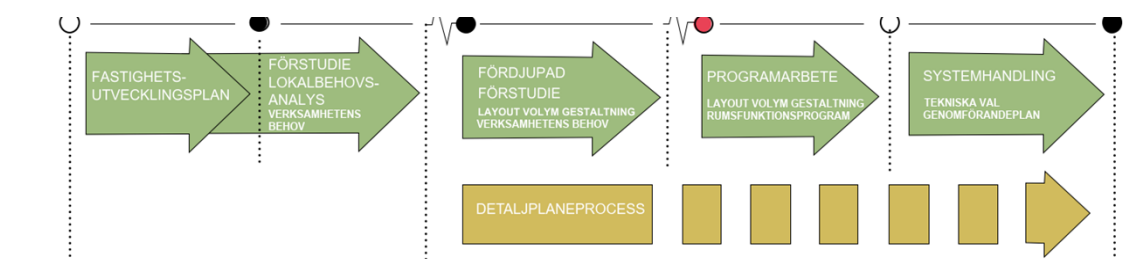 FASTIGHETS-
UTVECKLINGSPLAN
FÖRSTUDIE
LOKALBEHOVS-
ANALYS
VERKSAMHETENS
BEHOV
FÖRDJUPAD
FÖRSTUDIE
LAYOUT VOLYM GESTALTNING
VERKSAMHETENS BEHOV
PROGRAMARBETE
LAYOUT VOLYM GESTALTNING
RUMSFUNKTIONSPROGRAM
SYSTEMHANDLING
TEKNISKA VAL
GENOMFÖRANDEPLAN
DETALJPLANEPROCESS